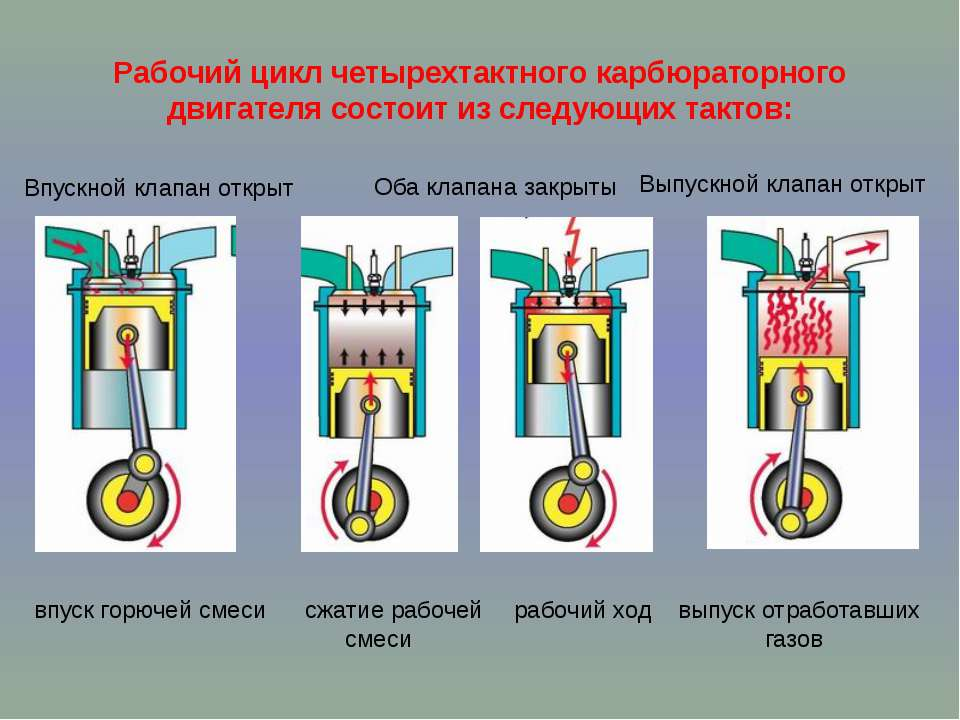 Рабочий цикл четырехтактного карбюраторного
двигателя состоит из следующих тактов:
Впускной клапан открыт
Оба клапана закрыты
Выпускной клапан открыт
впуск горючей смеси
сжатие рабочей
смеси
рабочий ход
выпуск отработавших
газов